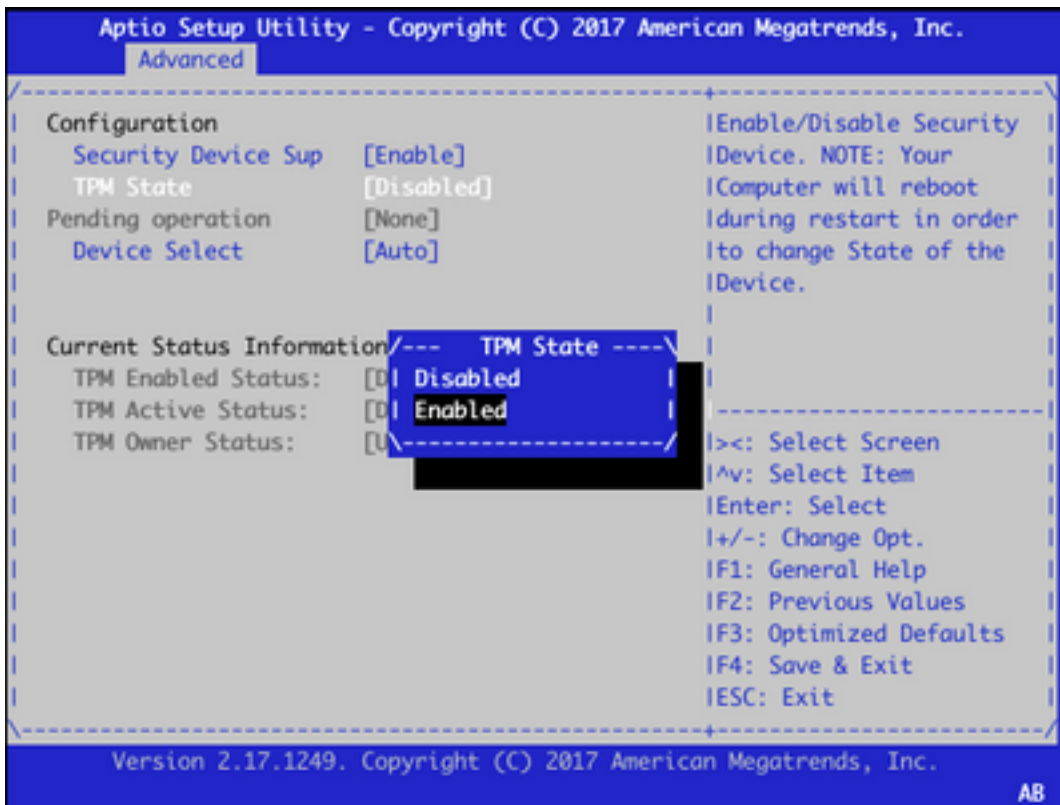 Aptio Setup Utility - Copyright (C) 2017 American Megatrends, Inc.
Advanced
Configuration
Security Device Sup [Enable]
TPM State [Disabled]
Pending operation [None]
Device Select [Auto]
Current Status Information
TPM Enabled Status: [D
TPM Active Status: [D
TPM Owner Status: [U
TPM State
Disabled
Enabled
Enable/Disable Security
Device. NOTE: Your
Computer will reboot
during restart in order
to change State of the
Device.
><: Select Screen
^v: Select Item
Enter: Select
+/-: Change Opt.
F1: General Help
F2: Previous Values
F3: Optimized Defaults
F4: Save & Exit
ESC: Exit
Version 2.17.1249. Copyright (C) 2017 American Megatrends, Inc.
AB